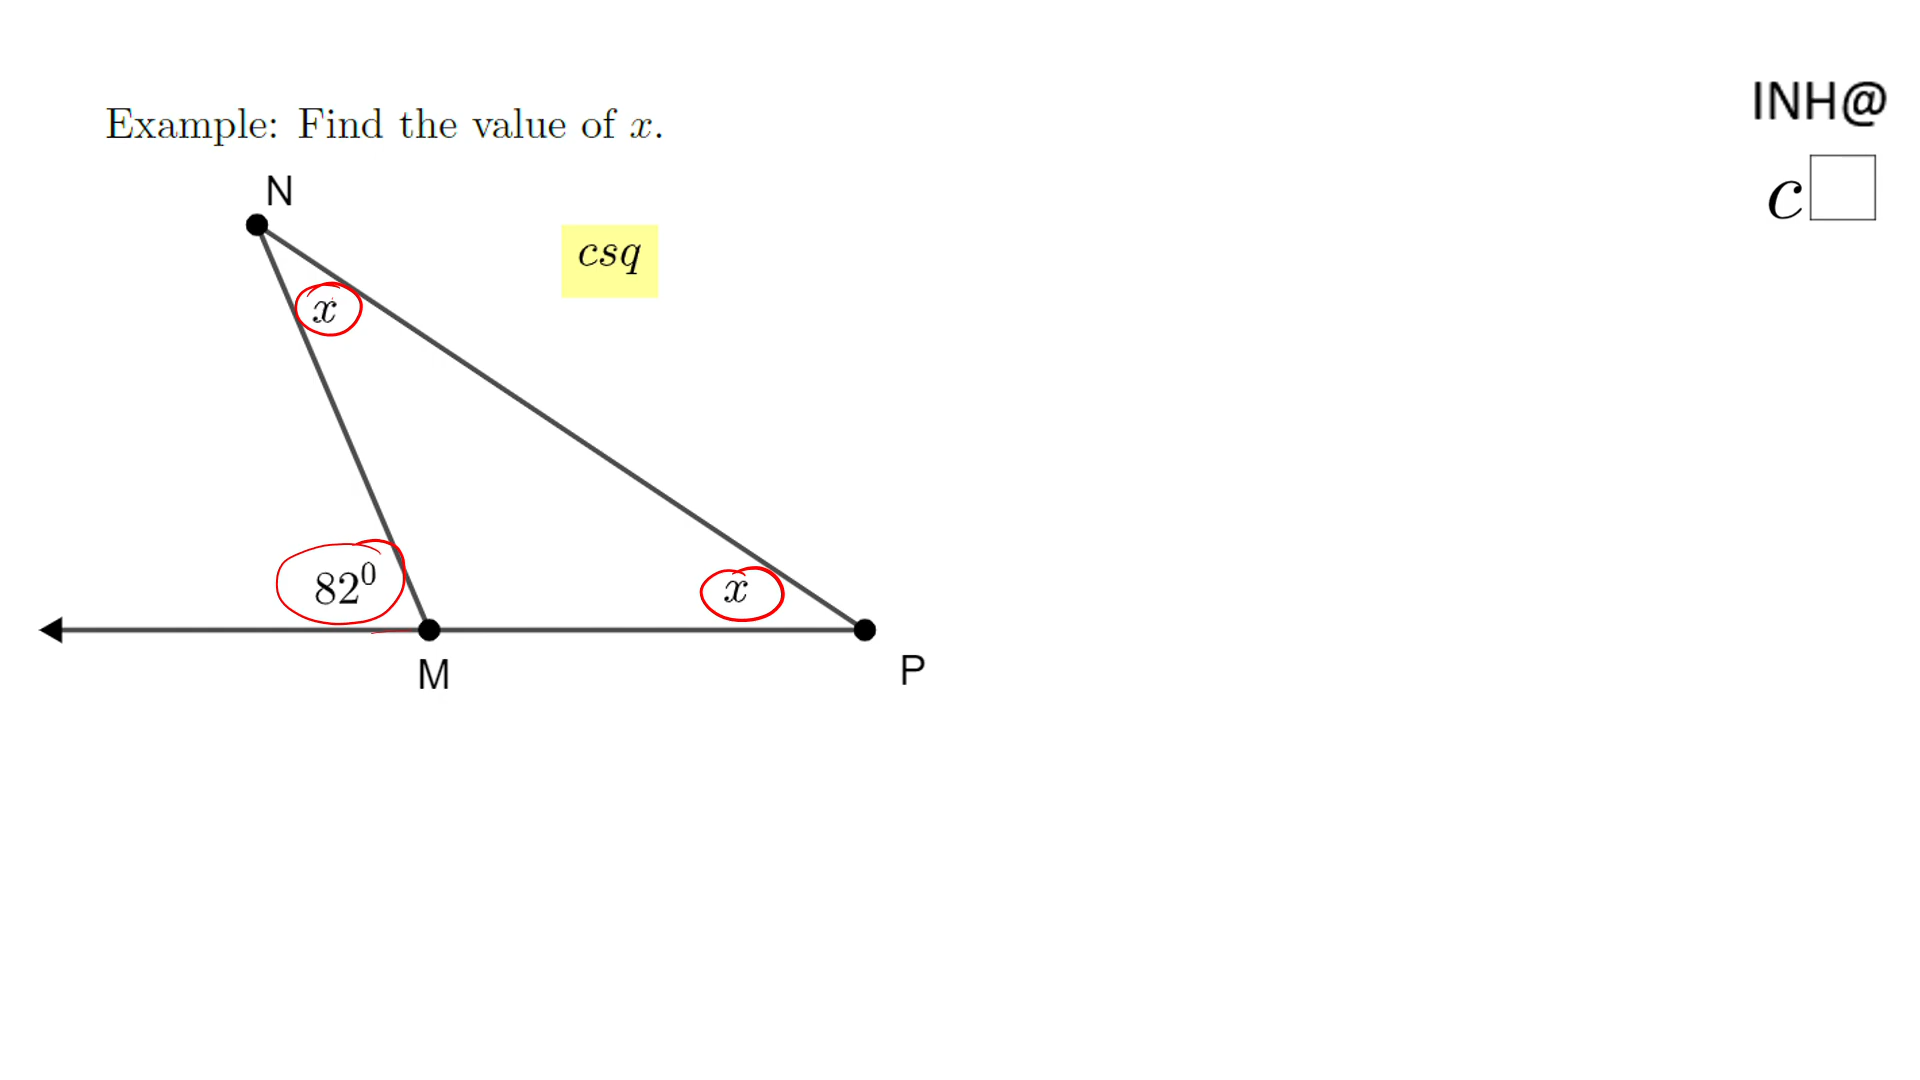 INH@
c
Example: Find the value of x.
N
csq
x
82⁰
x
M
P